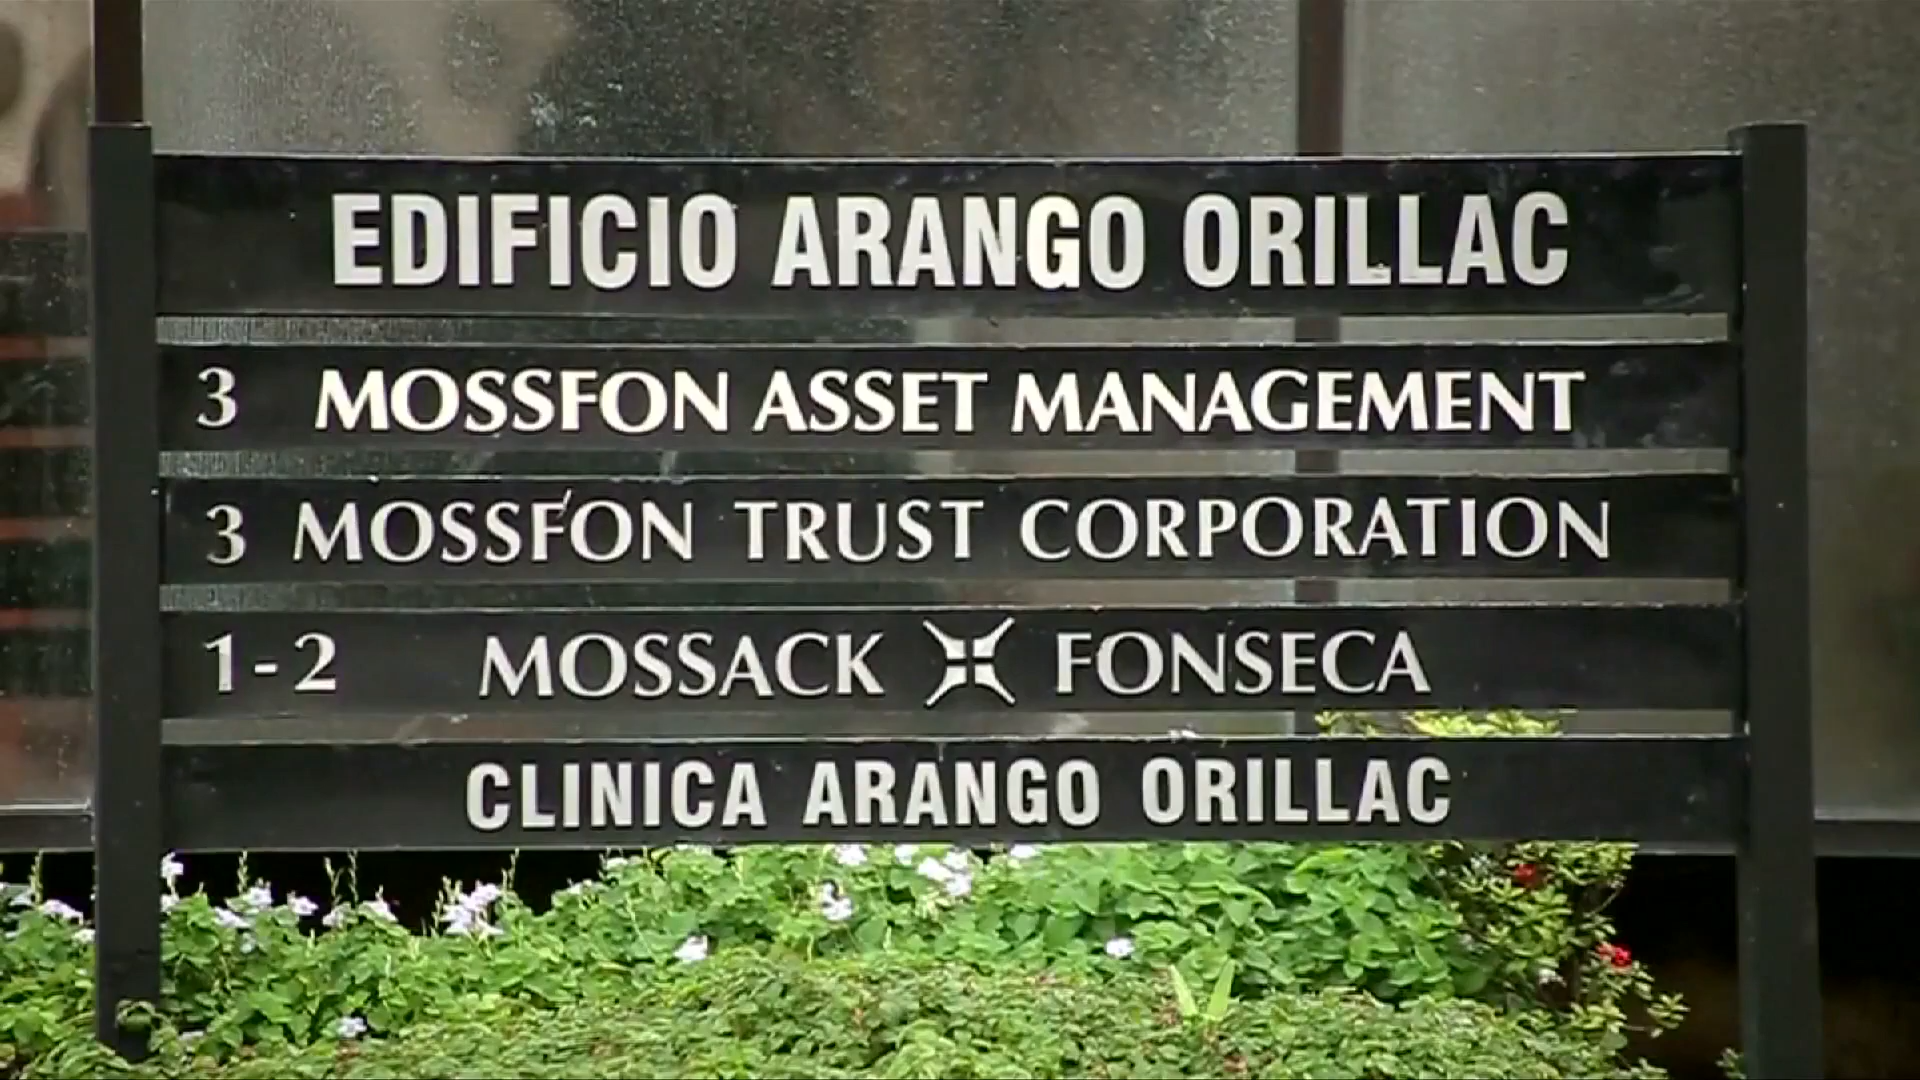 EDIFICIO ARANGO ORILLAC
3 MOSSFON ASSET MANAGEMENT
3 MOSSFON TRUST CORPORATION
1-2 MOSSACK FONSECA
CLINICA ARANGO ORILLAC